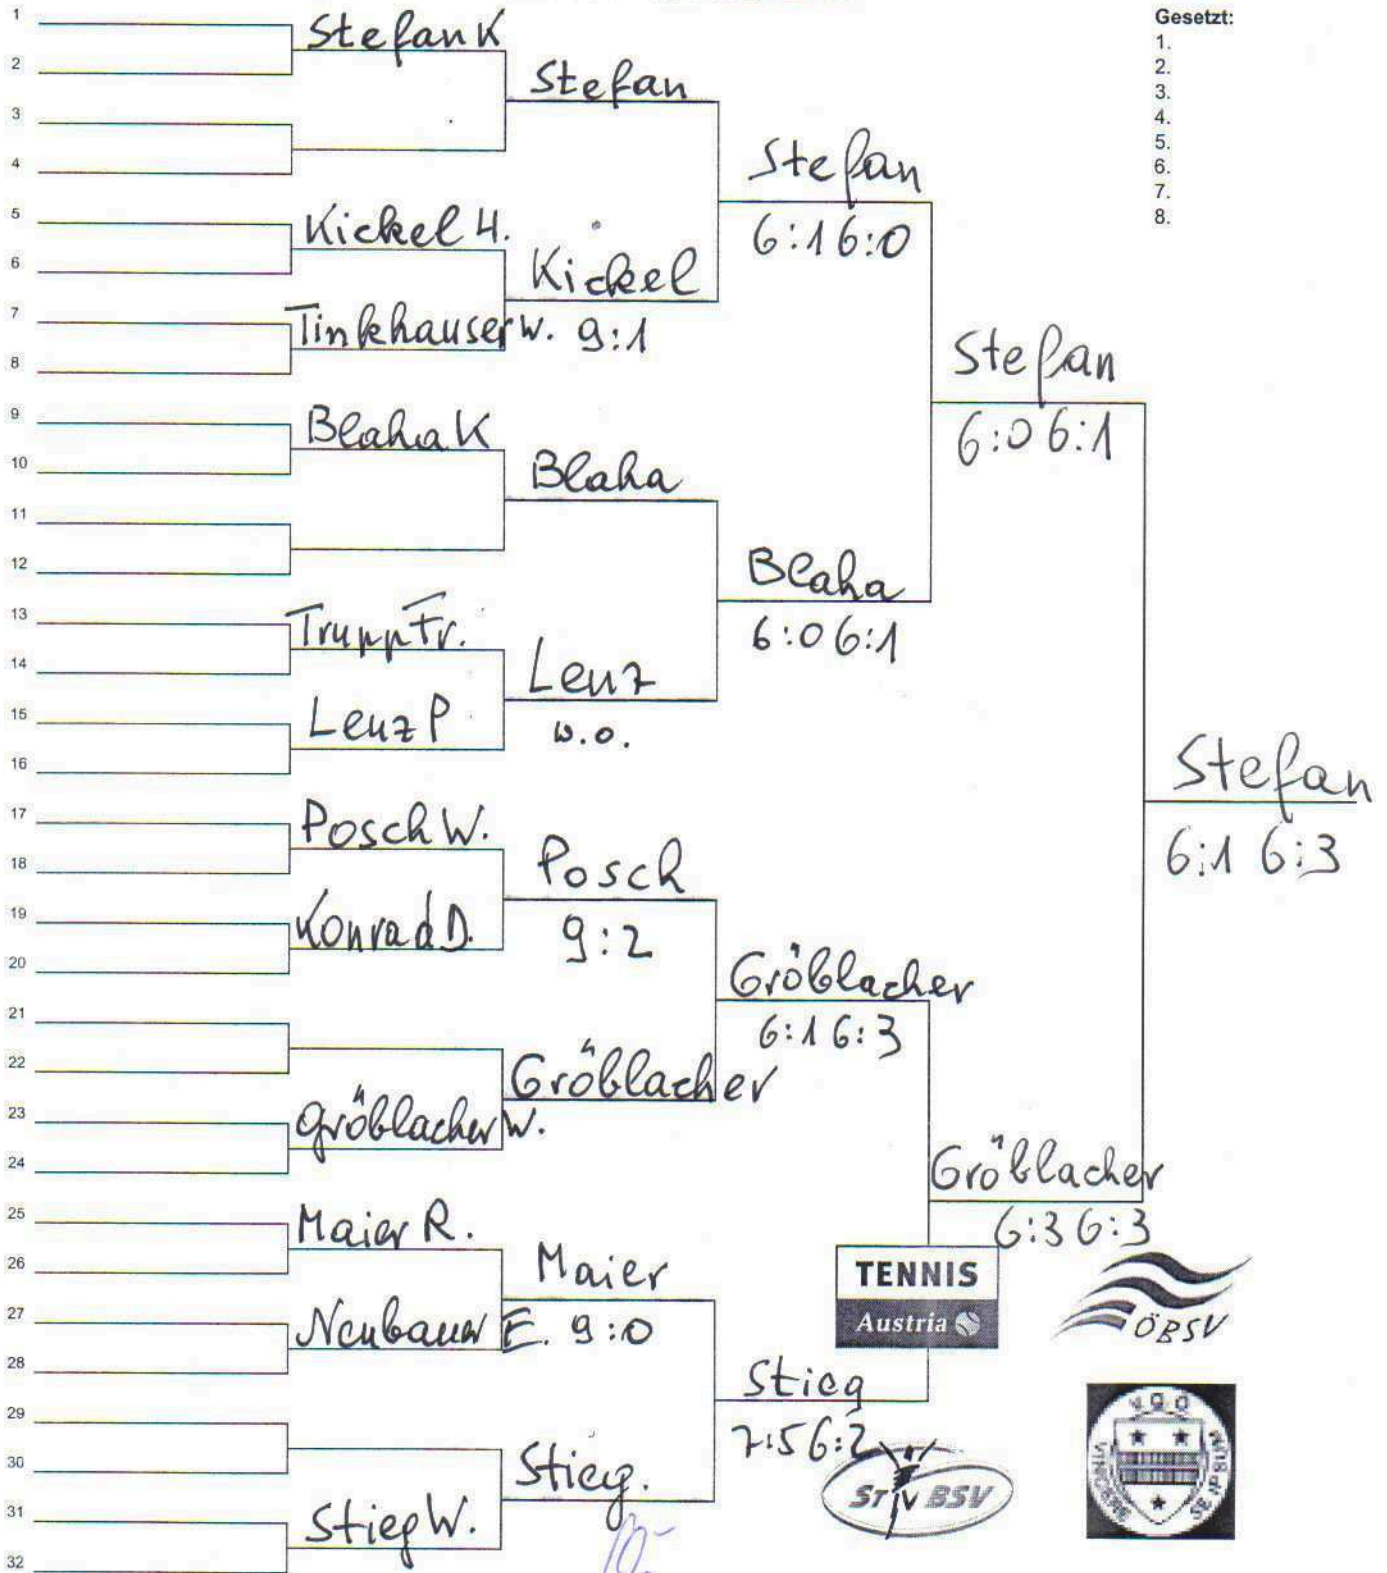 Gesetzt:
1.
2.
3.
4.
5.
6.
7.
8.
1
2
3
4
5
6
7
8
9
10
11
12
13
14
15
16
17
18
19
20
21
22
23
24
25
26
27
28
29
30
31
32
Stefan K
Kickel H.
Tinkhauser W.
Blaha K
Trupp Fr.
Lenz P
Posch W.
Konrad D.
Gröblacher W.
Maier R.
Neubauer E.
Stieg W.
Stefan
Kickel
9:1
Blaha
Lenz
w.o.
Posch
9:2
Gröblacher
Maier
9:0
Stieg.
Stefan
6:1 6:0
Blaha
6:0 6:1
Gröblacher
6:1 6:3
Stieg
7:5 6:2
Stefan
6:0 6:1
Gröblacher
6:3 6:3
Stefan
6:1 6:3
TENNIS
Austria
ÖBSV
STTV BSV